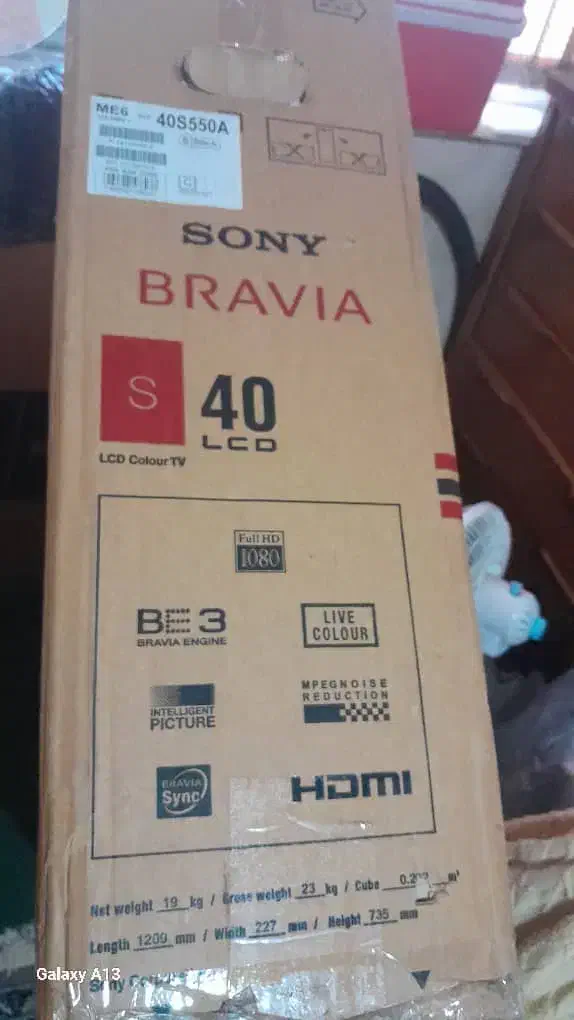 ME6
40S550A
SONY
BRAVIA
S
40
LCD
LCD Colour TV
Full HD
1080
BE3
BRAVIA ENGINE
LIVE
COLOUR
INTELLIGENT
PICTURE
MPEG NOISE
REDUCTION
BRAVIA
Sync
HDMI
Net weight 19 kg / Gross weight 23 kg / Cube m³
Length 1209 mm / Width 227 mm / Height 735 mm
Sony
Galaxy A13